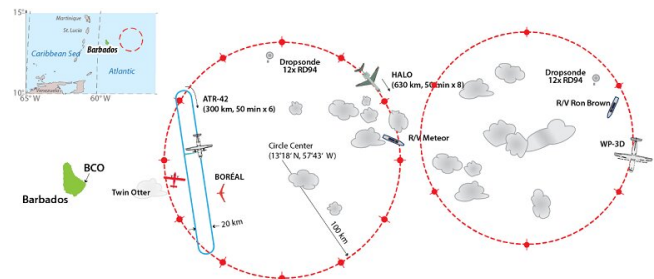 15°
Martinique
St. Lucia
Barbados
Caribbean Sea
Atlantic
10°
65° W
60° W
Dropsonde
12x RD94
HALO
(630 km, 50 min x 8)
ATR-42
(300 km, 50 min x 6)
R/V Meteor
Circle Center
(13°18' N, 57°43' W)
BCO
Barbados
Twin Otter
BORÉAL
20 km
100 km
Dropsonde
12x RD94
R/V Ron Brown
WP-3D